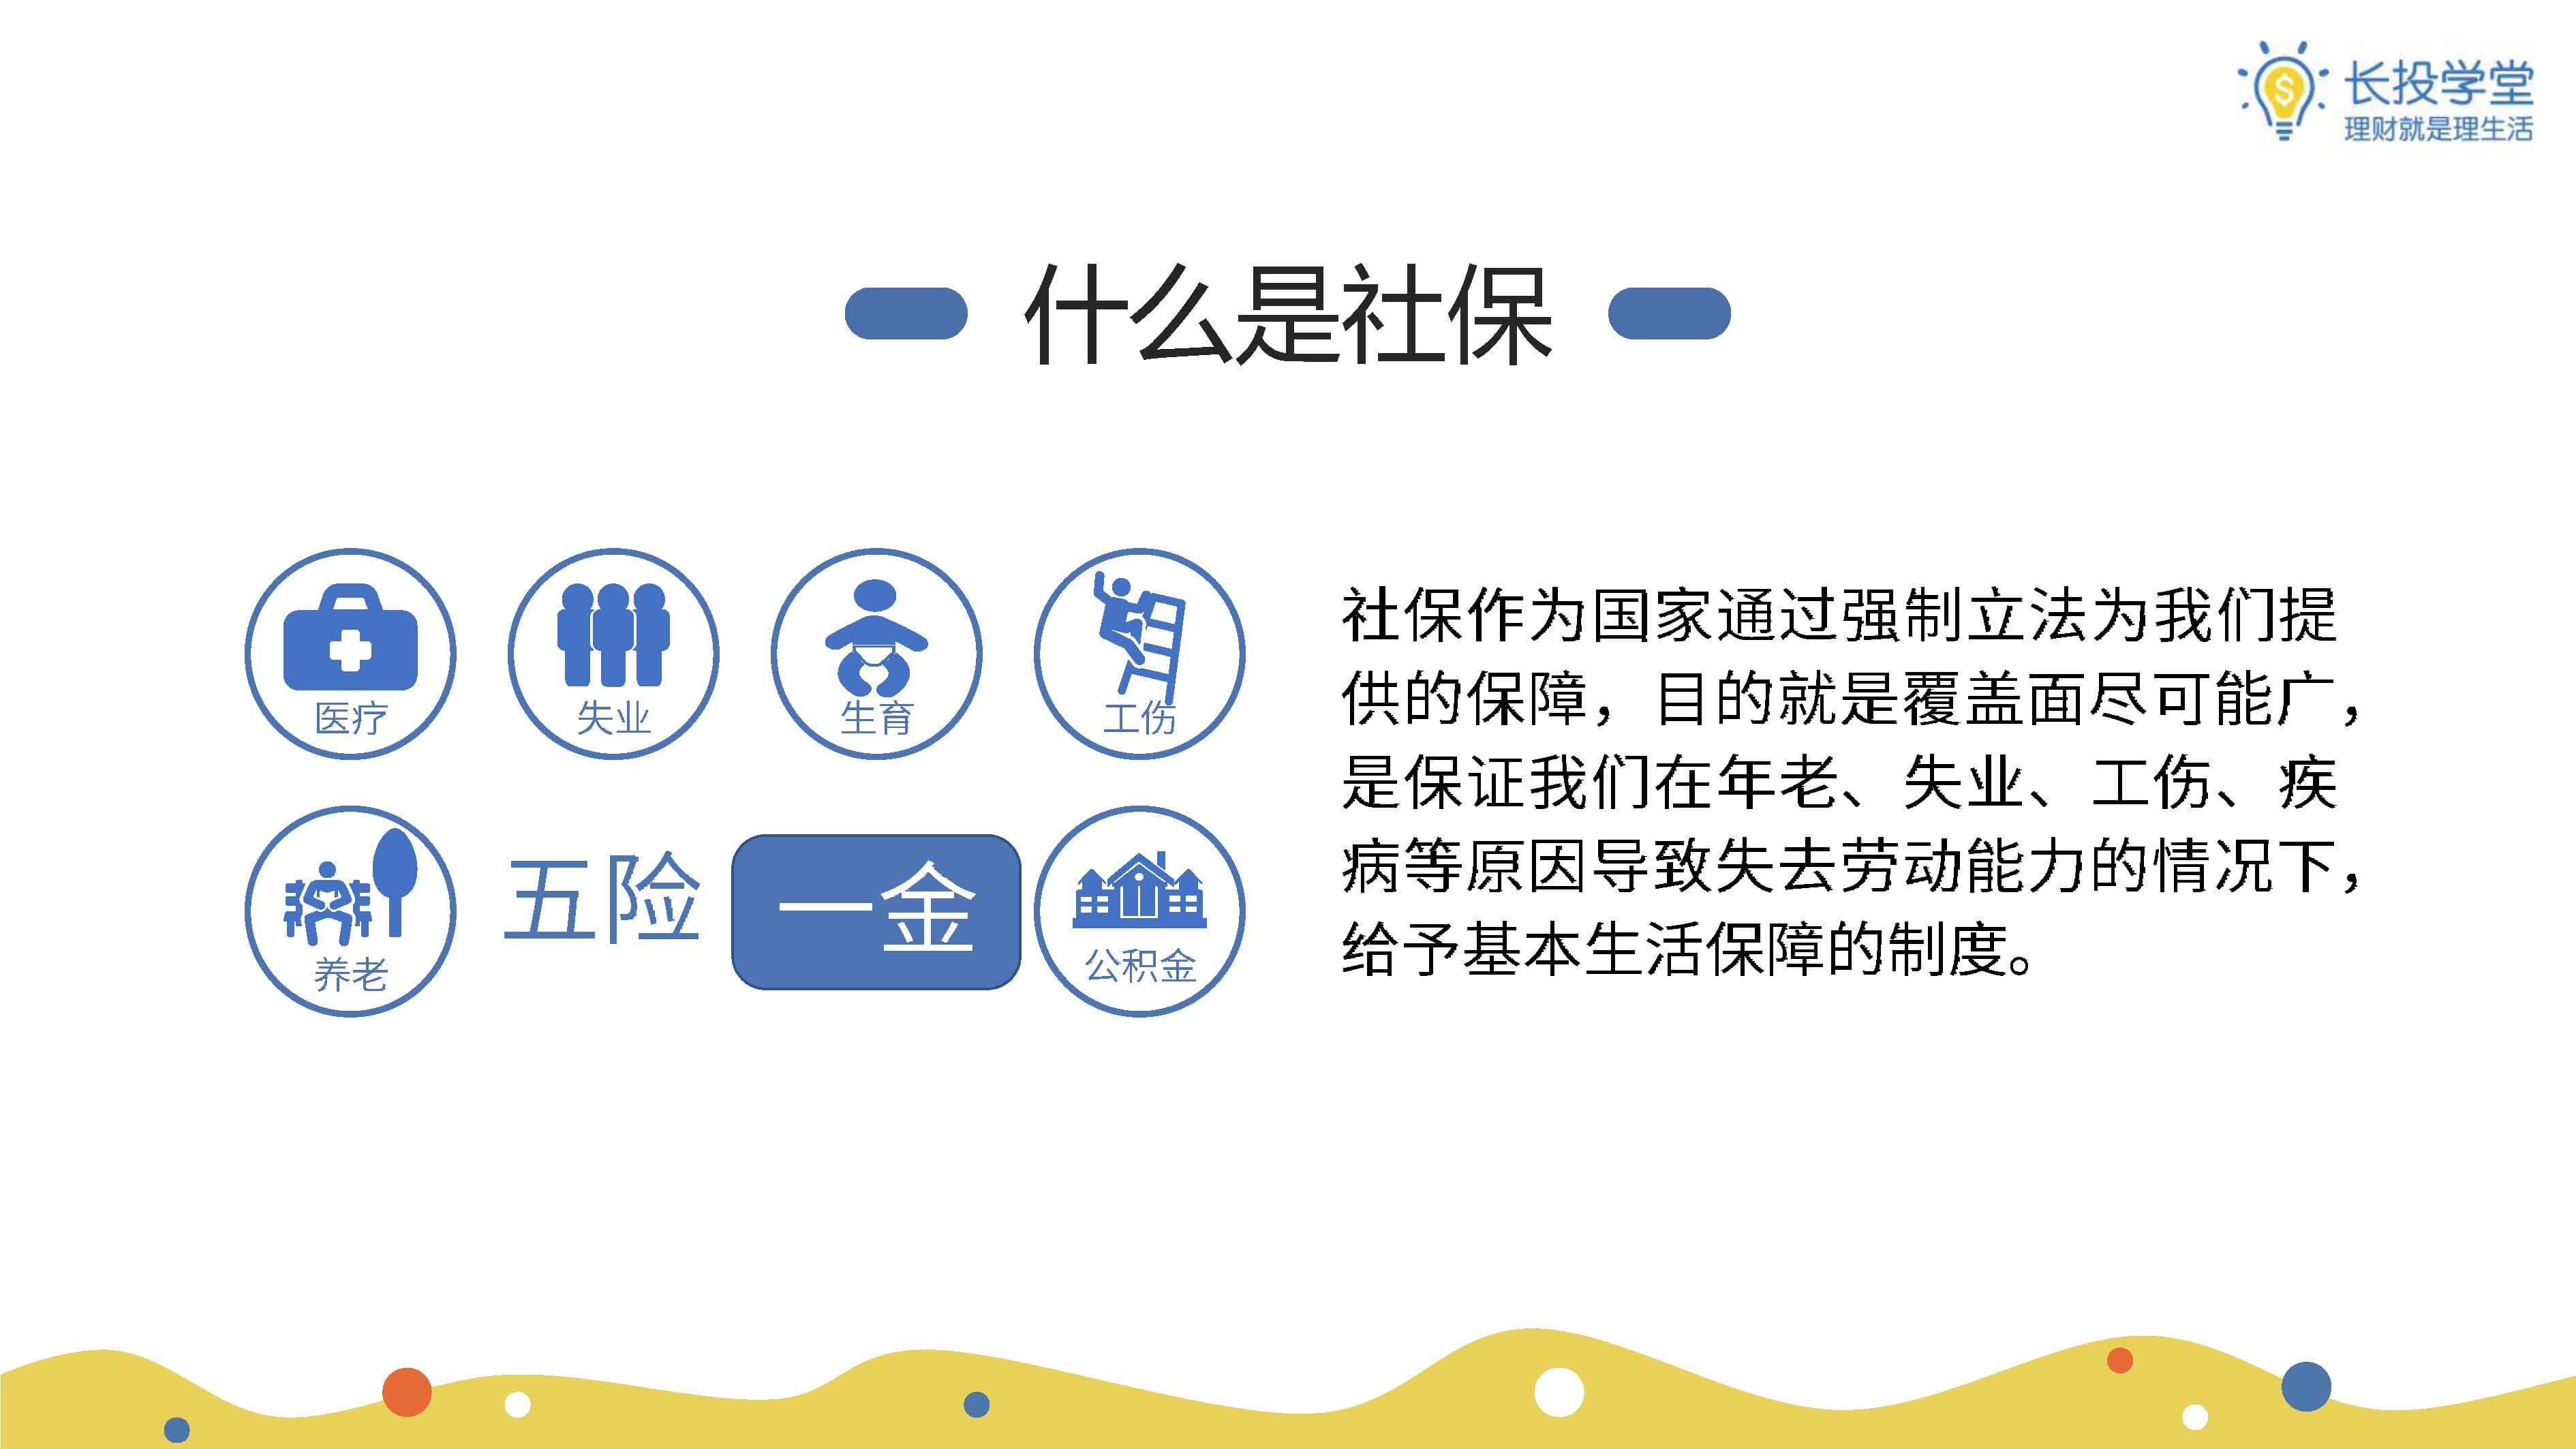 长投学堂
理财就是理生活
什么是社保
医疗
失业
生育
工伤
养老
五险
一金
公积金
社保作为国家通过强制立法为我们提
供的保障，目的就是覆盖面尽可能广，
是保证我们在年老、失业、工伤、疾
病等原因导致失去劳动能力的情况下，
给予基本生活保障的制度。